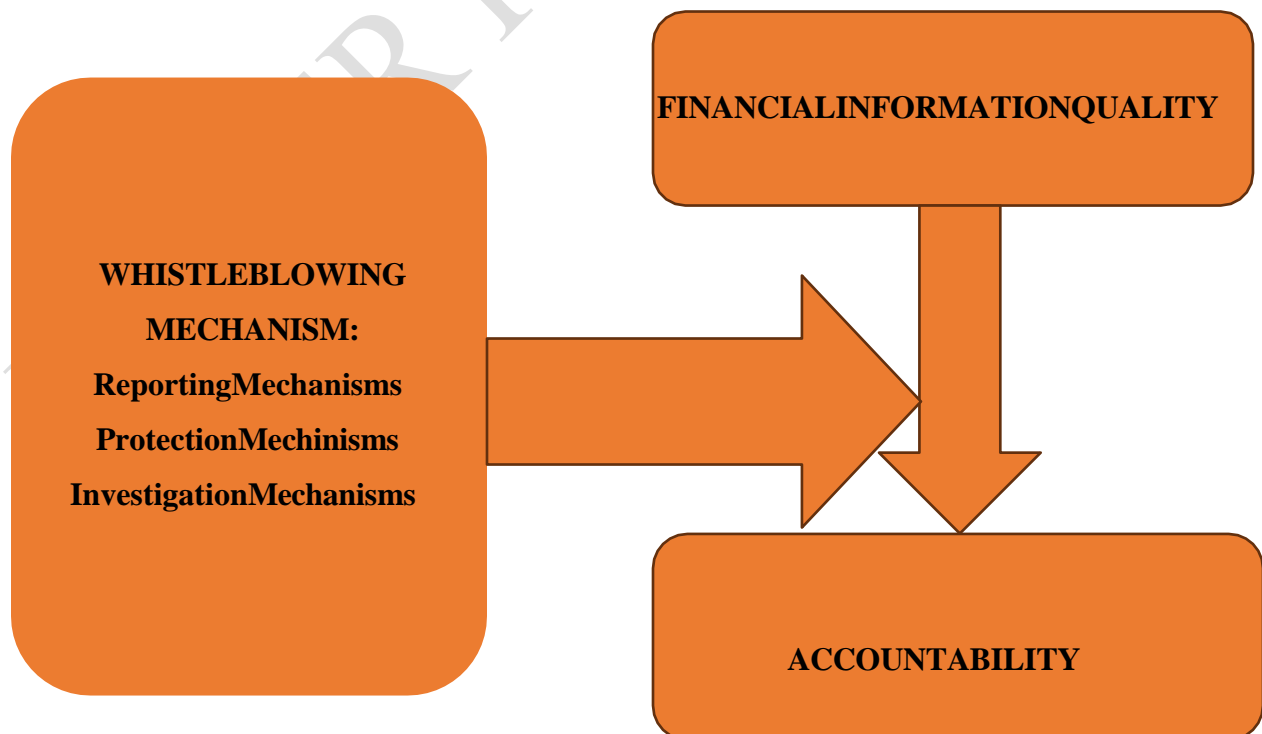 FINANCIALINFORMATIONQUALITY
WHISTLEBLOWING
MECHANISM:
ReportingMechanisms
ProtectionMechinisms
InvestigationMechanisms
ACCOUNTABILITY